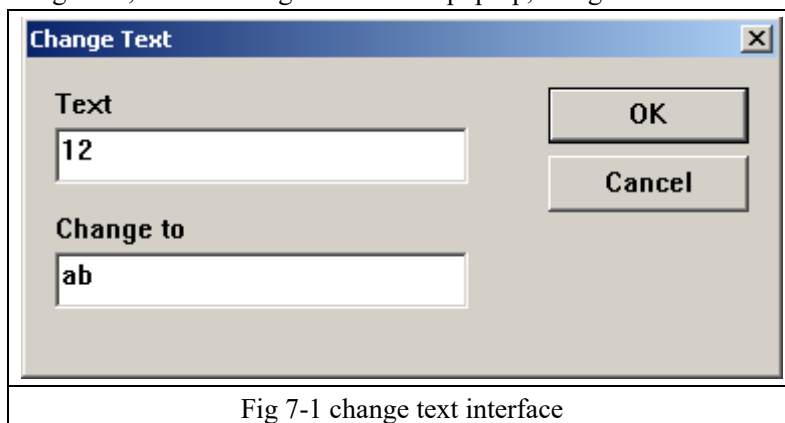 Change Text
Text
12
OK
Cancel
Change to
ab
Fig 7-1 change text interface